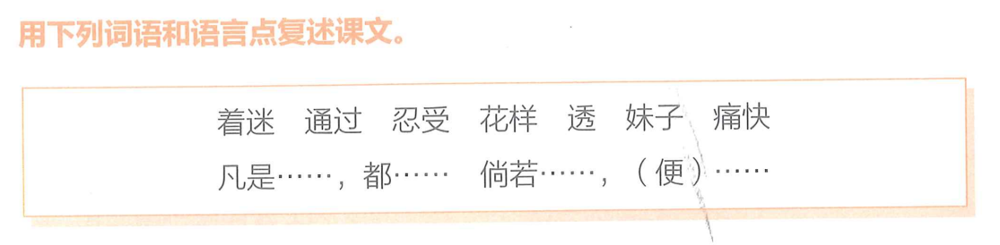 用下列词语和语言点复述课文。
着迷 通过 忍受 花样 透 妹子 痛快
凡是……，都…… 倘若……，（便）……